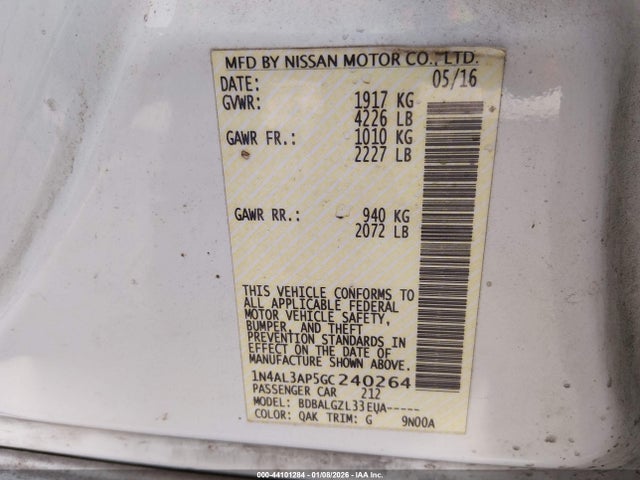 MFD BY NISSAN MOTOR CO., LTD.
DATE: 05/16
GVWR: 1917 KG
4226 LB
GAWR FR.: 1010 KG
2227 LB
GAWR RR.: 940 KG
2072 LB
THIS VEHICLE CONFORMS TO
ALL APPLICABLE FEDERAL
MOTOR VEHICLE SAFETY,
BUMPER, AND THEFT
PREVENTION STANDARDS IN
EFFECT ON THE DATE OF
MANUFACTURE SHOWN ABOVE.
1N4AL3AP5GC240264
PASSENGER CAR 212
MODEL: BDBALGZL33EUA-----
COLOR: QAK TRIM: G 9N00A
000-44101284 - 01/08/2026 - IAA Inc.